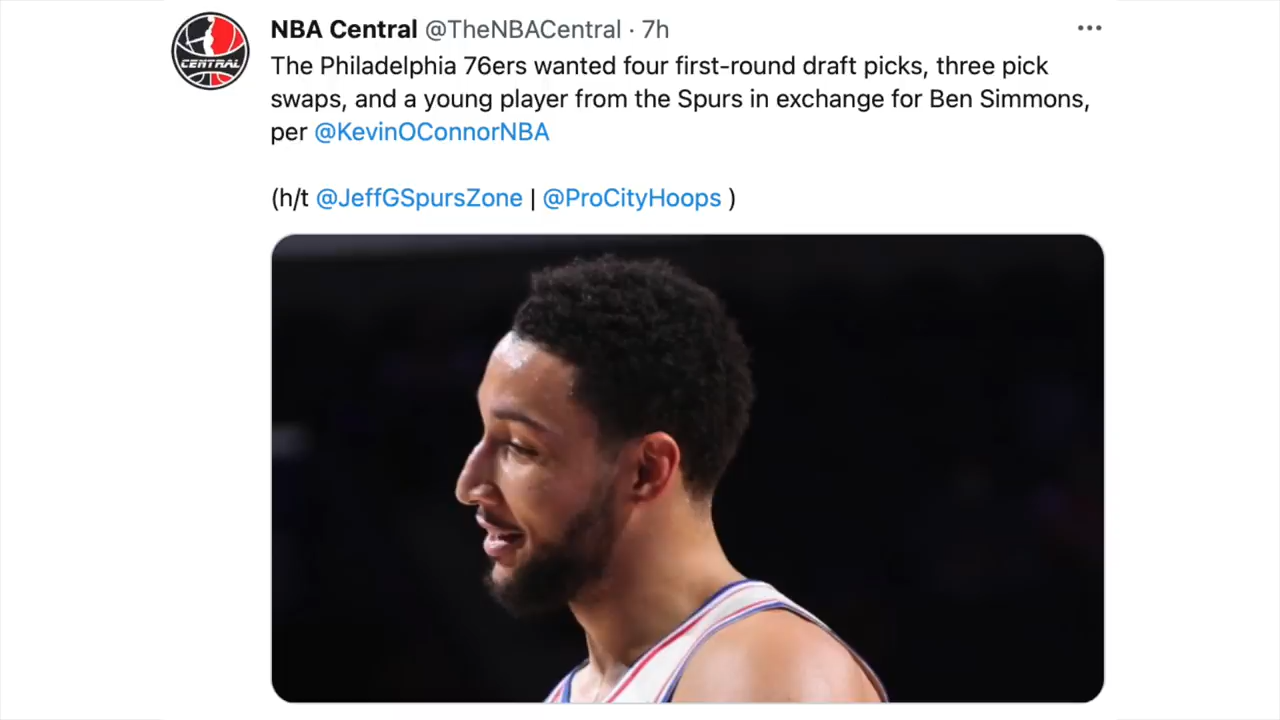 NBA Central @TheNBACentral · 7h
CENTRAL
The Philadelphia 76ers wanted four first-round draft picks, three pick
swaps, and a young player from the Spurs in exchange for Ben Simmons,
per @KevinOConnorNBA
(h/t @JeffGSpursZone | @ProCityHoops )